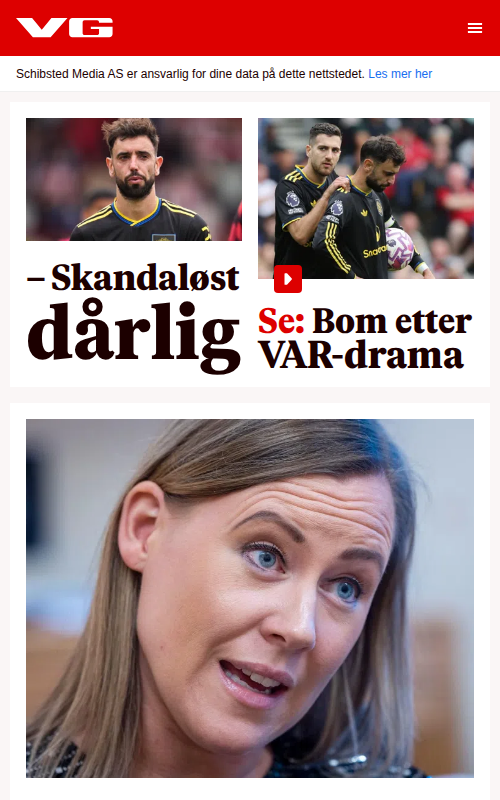 VG
Schibsted Media AS er ansvarlig for dine data på dette nettstedet. Les mer her
– Skandaløst
dårlig
Se: Bom etter
VAR-drama